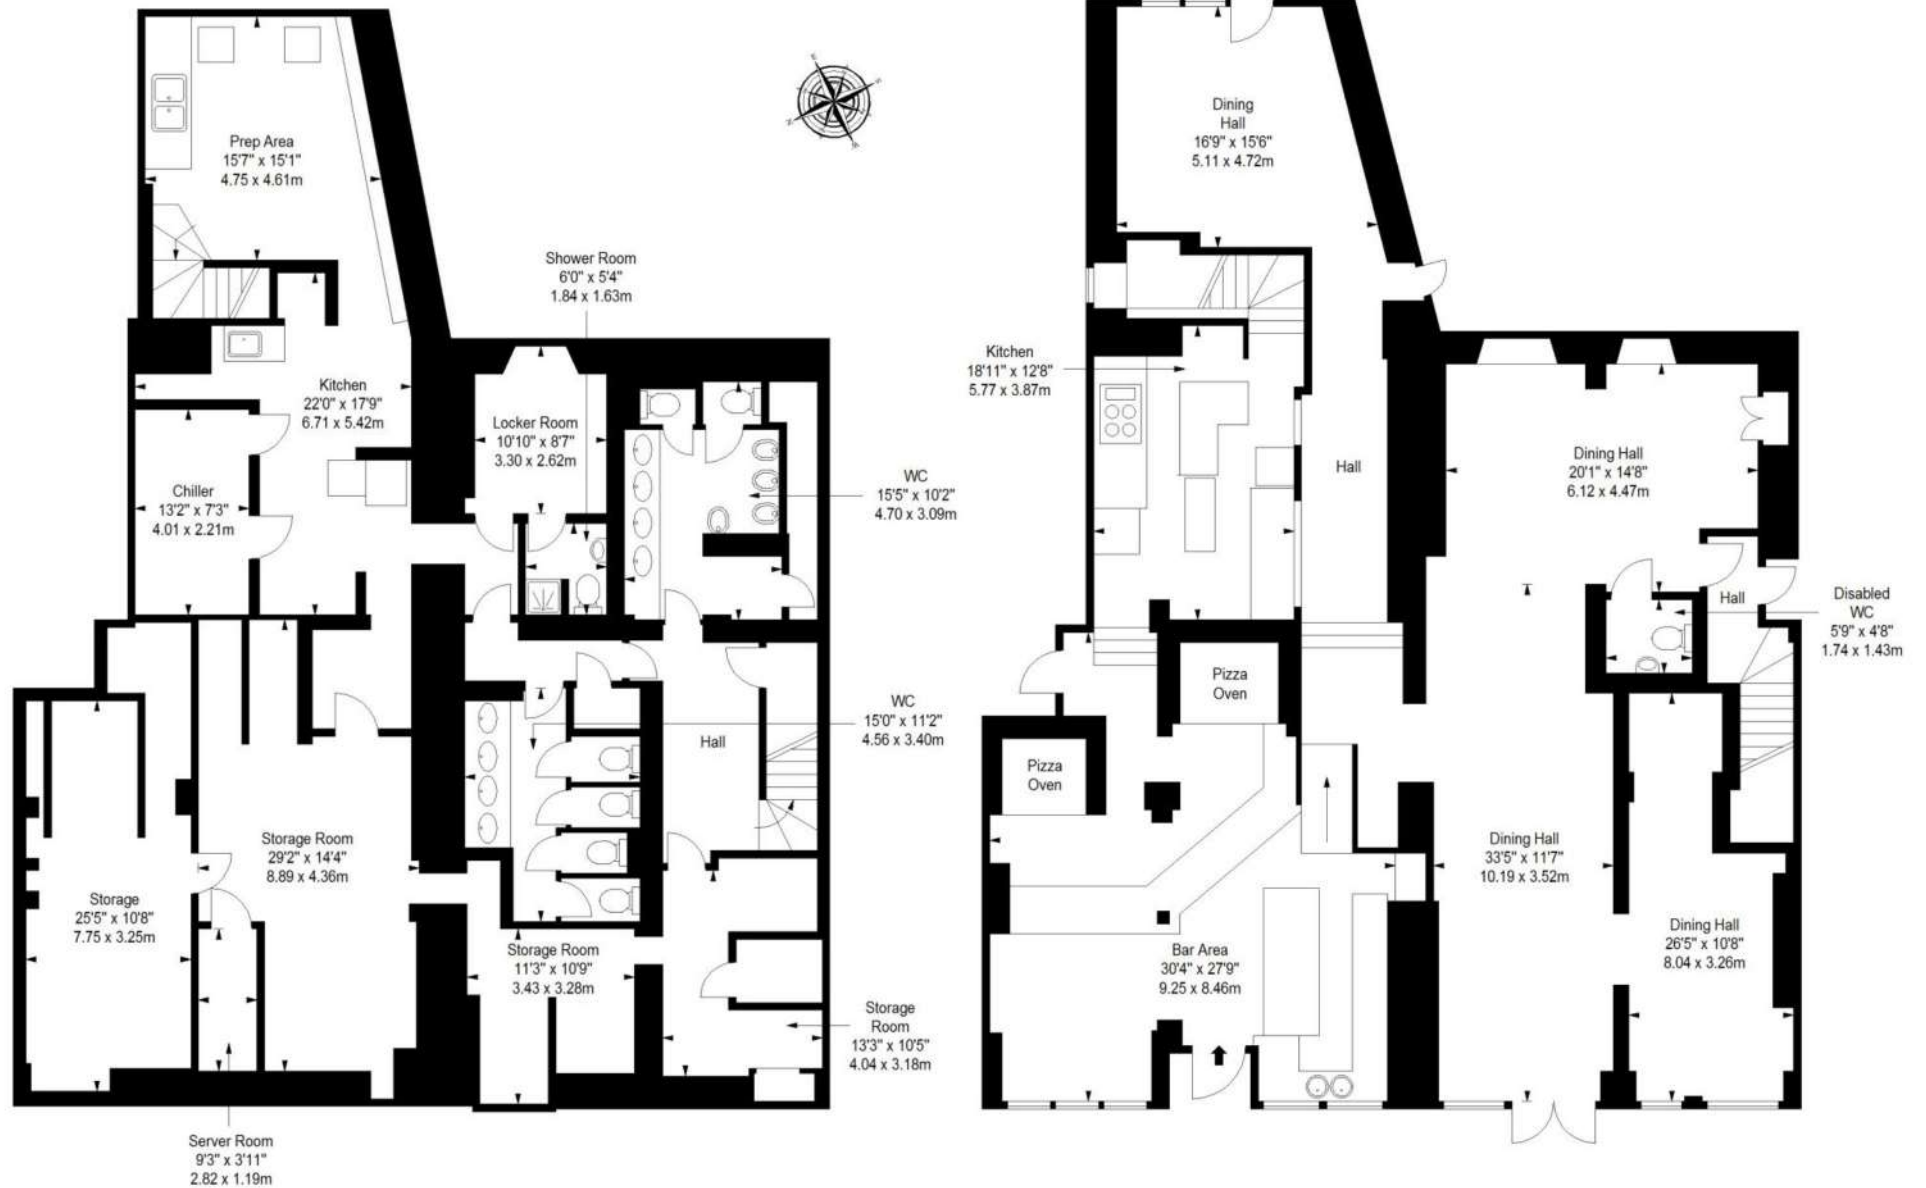 Prep Area
15'7" x 15'1"
4.75 x 4.61m
Shower Room
6'0" x 5'4"
1.84 x 1.63m
Kitchen
22'0" x 17'9"
6.71 x 5.42m
Locker Room
10'10" x 8'7"
3.30 x 2.62m
Chiller
13'2" x 7'3"
4.01 x 2.21m
WC
15'5" x 10'2"
4.70 x 3.09m
WC
15'0" x 11'2"
4.56 x 3.40m
Hall
Storage Room
29'2" x 14'4"
8.89 x 4.36m
Storage
25'5" x 10'8"
7.75 x 3.25m
Storage Room
11'3" x 10'9"
3.43 x 3.28m
Storage
Room
13'3" x 10'5"
4.04 x 3.18m
Server Room
9'3" x 3'11"
2.82 x 1.19m
Dining
Hall
16'9" x 15'6"
5.11 x 4.72m
Kitchen
18'11" x 12'8"
5.77 x 3.87m
Hall
Dining Hall
20'1" x 14'8"
6.12 x 4.47m
Hall
Disabled
WC
5'9" x 4'8"
1.74 x 1.43m
Pizza
Oven
Pizza
Oven
Dining Hall
33'5" x 11'7"
10.19 x 3.52m
Dining Hall
26'5" x 10'8"
8.04 x 3.26m
Bar Area
30'4" x 27'9"
9.25 x 8.46m